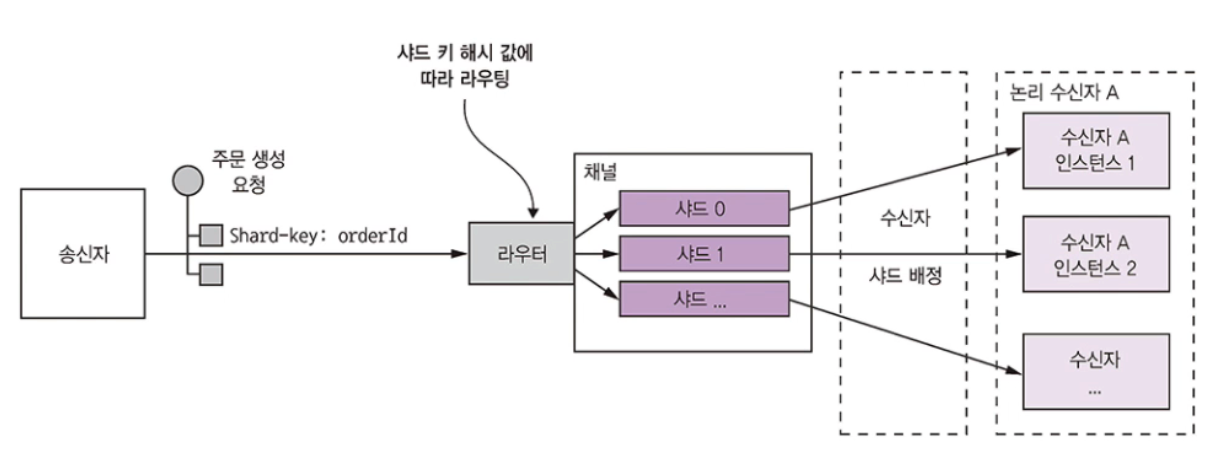 샤드 키 해시 값에
따라 라우팅
주문 생성
요청
송신자
Shard-key: orderId
라우터
채널
샤드 0
샤드 1
샤드 ...
수신자
샤드 배정
논리 수신자 A
수신자 A
인스턴스 1
수신자 A
인스턴스 2
수신자
...